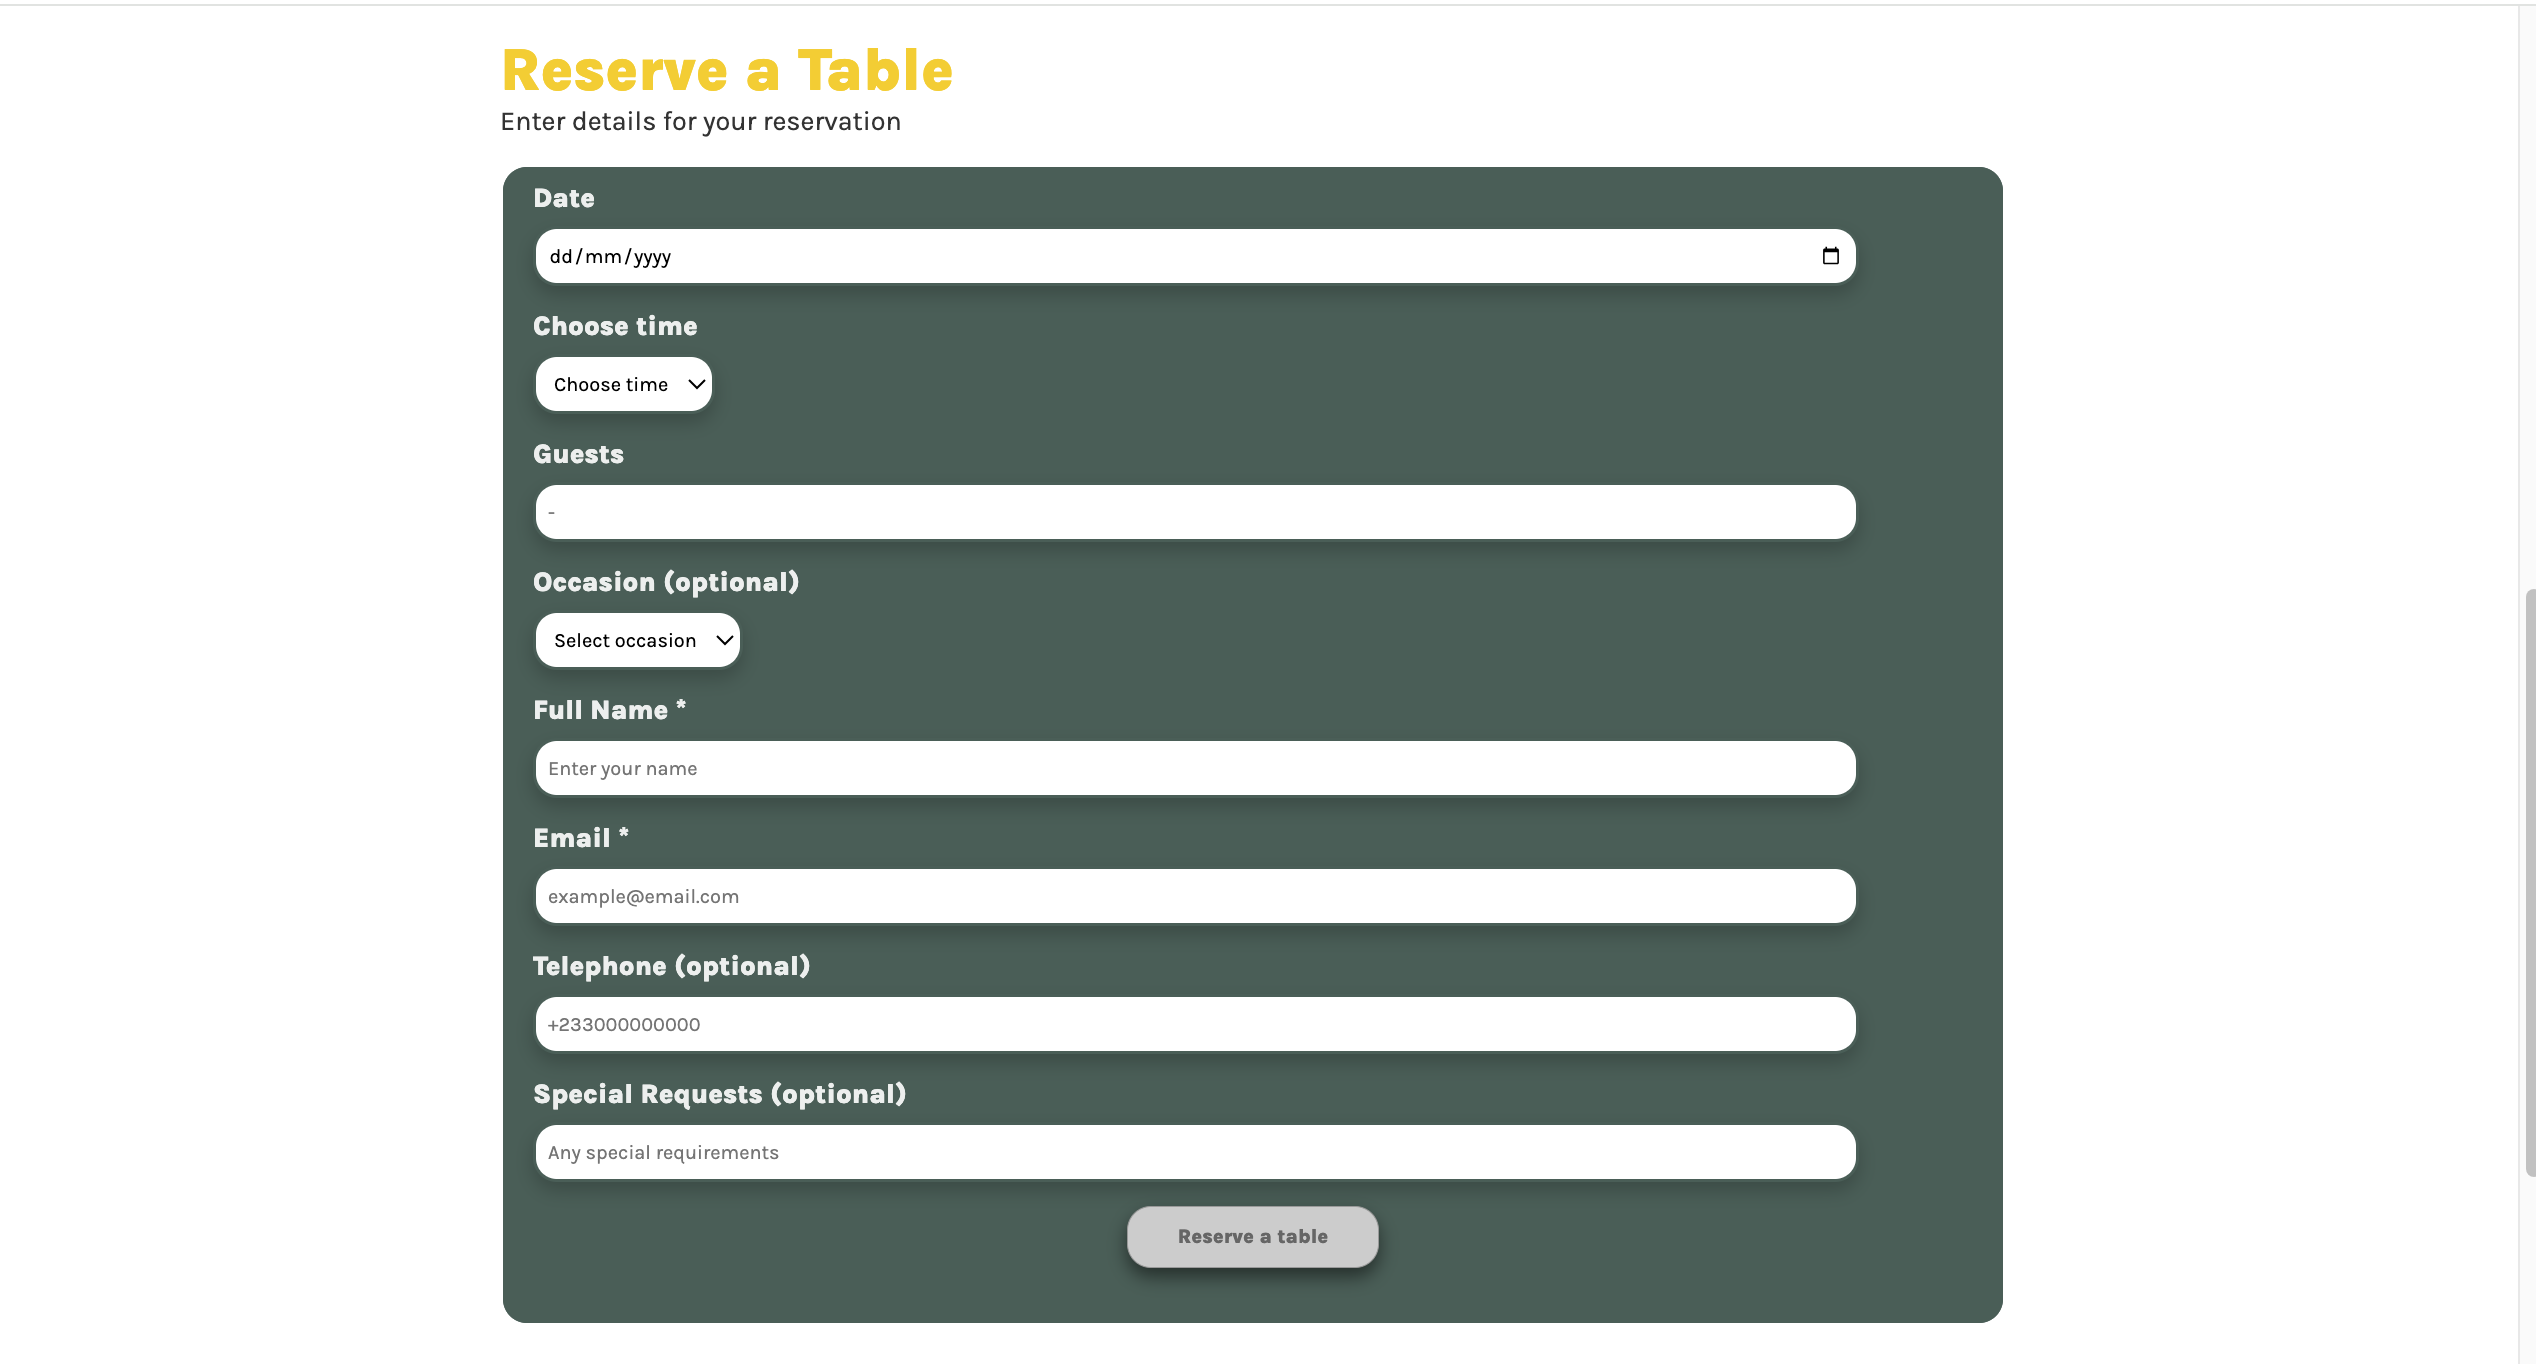 Reserve a Table
Enter details for your reservation
Date
dd/mm/yyyy
Choose time
Choose time
Guests
-
Occasion (optional)
Select occasion
Full Name *
Enter your name
Email *
example@email.com
Telephone (optional)
+233000000000
Special Requests (optional)
Any special requirements
Reserve a table